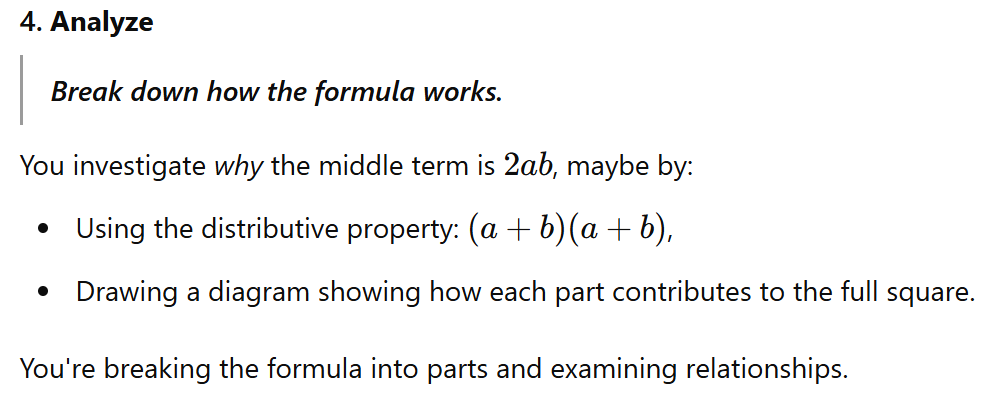 4. Analyze
Break down how the formula works.
You investigate why the middle term is 2ab, maybe by:
• Using the distributive property: (a + b)(a + b),
• Drawing a diagram showing how each part contributes to the full square.
You're breaking the formula into parts and examining relationships.